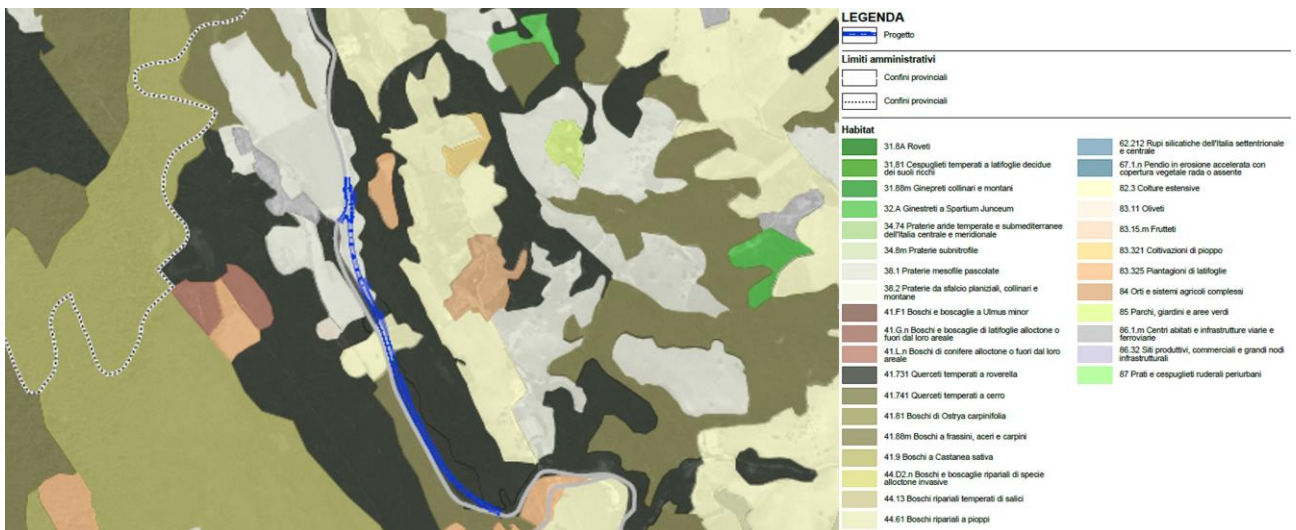 LEGENDA
Progetto
Limiti amministrativi
Confini provinciali
Confini provinciali
Habitat
31.8A Roveti
31.81 Cespuglieti temperati a latifoglie decidue
dei suoli ricchi
31.88m Ginepreti collinari e montani
32.A Ginestreti a Spartium Junceum
34.74 Praterie aride temperate e submediterranee
dell'Italia centrale e meridionale
34.8m Praterie subnitrofile
38.1 Praterie mesofile pascolate
38.2 Praterie da sfalcio planiziali, collinari e
montane
41.F1 Boschi e boscaglie a Ulmus minor
41.G.n Boschi e boscaglie di latifoglie alloctone o
fuori dal loro areale
41.L.n Boschi di conifere alloctone o fuori dal loro
areale
41.731 Querceti temperati a roverella
41.741 Querceti temperati a cerro
41.81 Boschi di Ostrya carpinifolia
41.88m Boschi a frassini, aceri e carpini
41.9 Boschi a Castanea sativa
44.D2.n Boschi e boscaglie ripariali di specie
alloctone invasive
44.13 Boschi ripariali temperati di salici
44.61 Boschi ripariali a pioppi
62.212 Rupi silicatiche dell'Italia settentrionale
e centrale
67.1.n Pendio in erosione accelerata con
copertura vegetale rada o assente
82.3 Colture estensive
83.11 Oliveti
83.15.m Frutteti
83.321 Coltivazioni di pioppo
83.325 Piantagioni di latifoglie
84 Orti e sistemi agricoli complessi
85 Parchi, giardini e aree verdi
86.1.m Centri abitati e infrastrutture viarie e
ferroviarie
86.32 Siti produttivi, commerciali e grandi nodi
infrastrutturali
87 Prati e cespuglieti ruderali periurbani